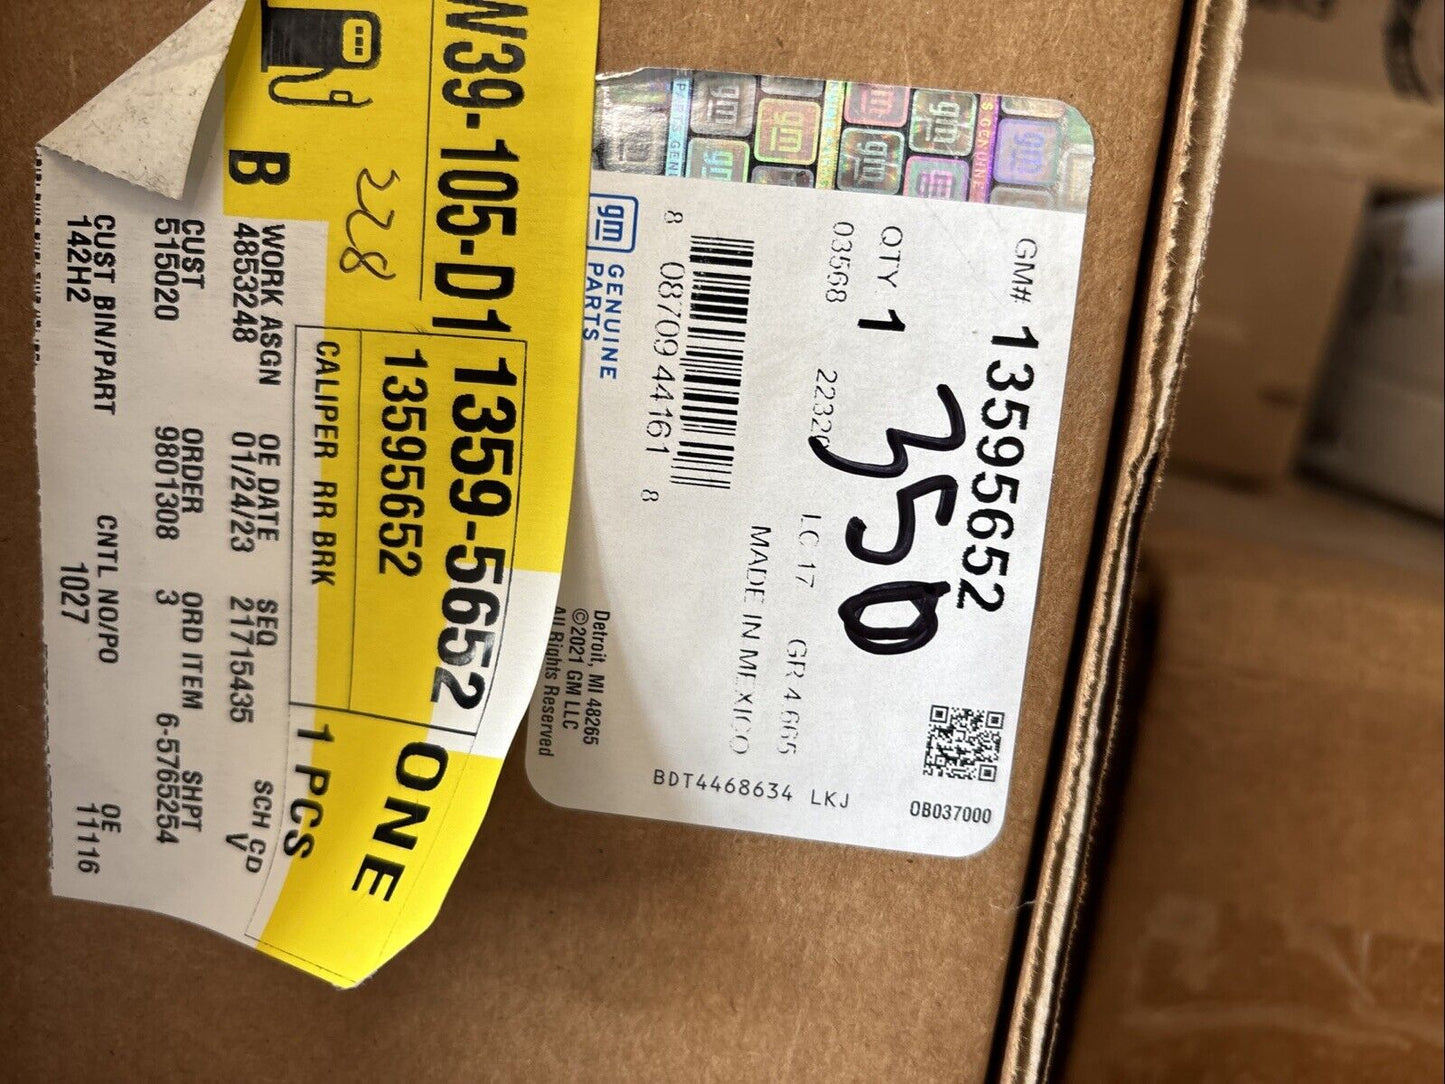 GM# 13595652
QTY 1
350
03568
LC 17
GR 4.665
MADE IN MEXICO
8 08709 44161 8
gm GENUINE
PARTS
Detroit, MI 48265
©2021 GM LLC
All Rights Reserved
BDT4468634 LKJ
0B037000
W39-105-D1
1359-5652
ONE
13595652
CALIPER RR BRK
1 PCS
228
B
WORK ASGN
4853248
OE DATE
01/24/23
SEQ
21715435
SCH CD
V
CUST
515020
ORDER
9801308
ORD ITEM
3
SHPT
6-5765254
CUST BIN/PART
142H2
CNTL NO/PO
1027
OE
11116